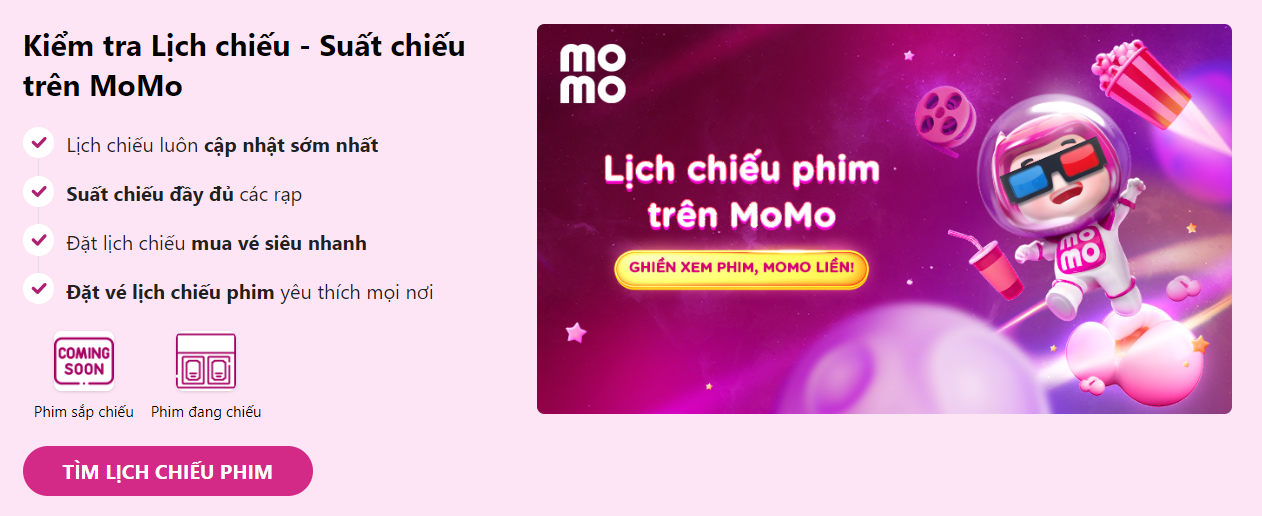 Kiểm tra Lịch chiếu - Suất chiếu
trên MoMo
Lịch chiếu luôn cập nhật sớm nhất
Suất chiếu đầy đủ các rạp
Đặt lịch chiếu mua vé siêu nhanh
Đặt vé lịch chiếu phim yêu thích mọi nơi
COMING
SOON
Phim sắp chiếu
Phim đang chiếu
TÌM LỊCH CHIẾU PHIM
mo
mo
Lịch chiếu phim
trên MoMo
GHIỀN XEM PHIM, MOMO LIỀN!
mo
mo